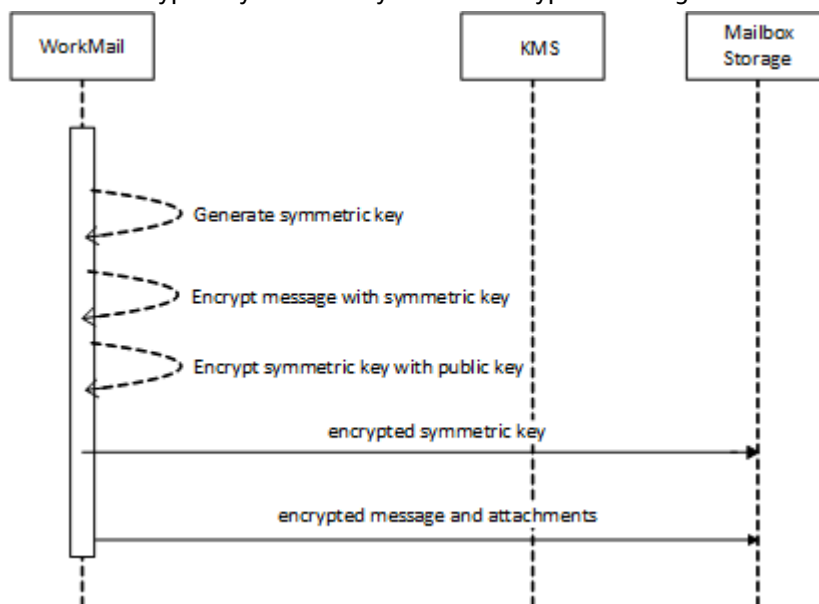 WorkMail
KMS
Mailbox
Storage
Generate symmetric key
Encrypt message with symmetric key
Encrypt symmetric key with public key
encrypted symmetric key
encrypted message and attachments